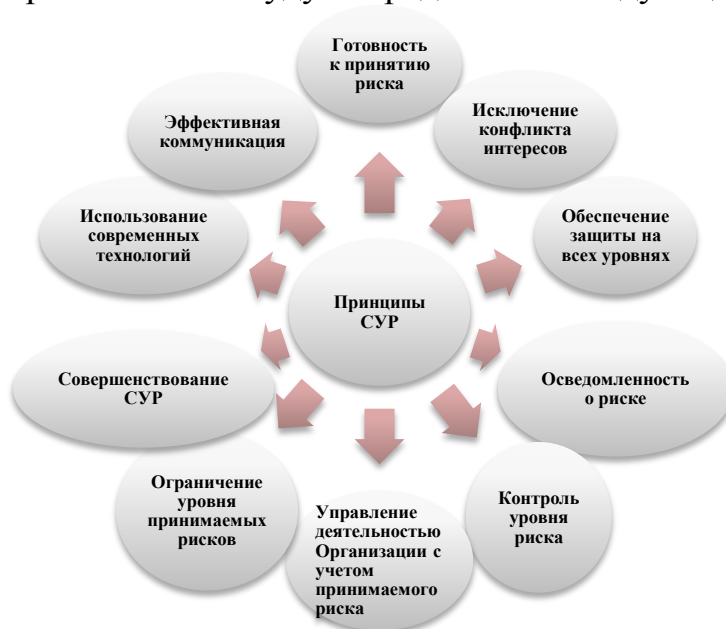 Готовность
к принятию
риска
Исключение
конфликта
интересов
Обеспечение
защиты на
всех уровнях
Осведомленность
о риске
Контроль
уровня
риска
Управление
деятельностью
Организации с
учетом
принимаемого
риска
Ограничение
уровня
принимаемых
рисков
Совершенствование
СУР
Использование
современных
технологий
Эффективная
коммуникация
Принципы
СУР